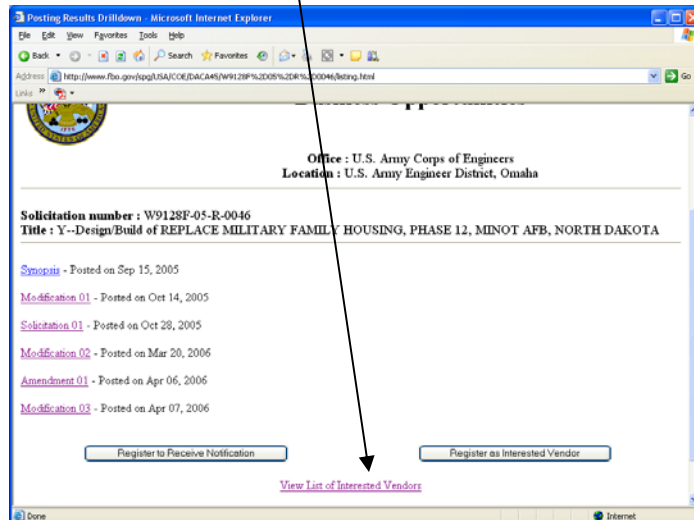 Posting Results Drilldown - Microsoft Internet Explorer
File Edit View Favorites Tools Help
Back Search Favorites
Address http://www.fbo.gov/spg/USA/COE/DACA45/W9128F%2D05%2DR%2D0046/listing.html Go
Links »
Office : U.S. Army Corps of Engineers
Location : U.S. Army Engineer District, Omaha
Solicitation number : W9128F-05-R-0046
Title : Y--Design/Build of REPLACE MILITARY FAMILY HOUSING, PHASE 12, MINOT AFB, NORTH DAKOTA
Synopsis - Posted on Sep 15, 2005
Modification 01 - Posted on Oct 14, 2005
Solicitation 01 - Posted on Oct 28, 2005
Modification 02 - Posted on Mar 20, 2006
Amendment 01 - Posted on Apr 06, 2006
Modification 03 - Posted on Apr 07, 2006
Register to Receive Notification Register as Interested Vendor
View List of Interested Vendors
Done Internet